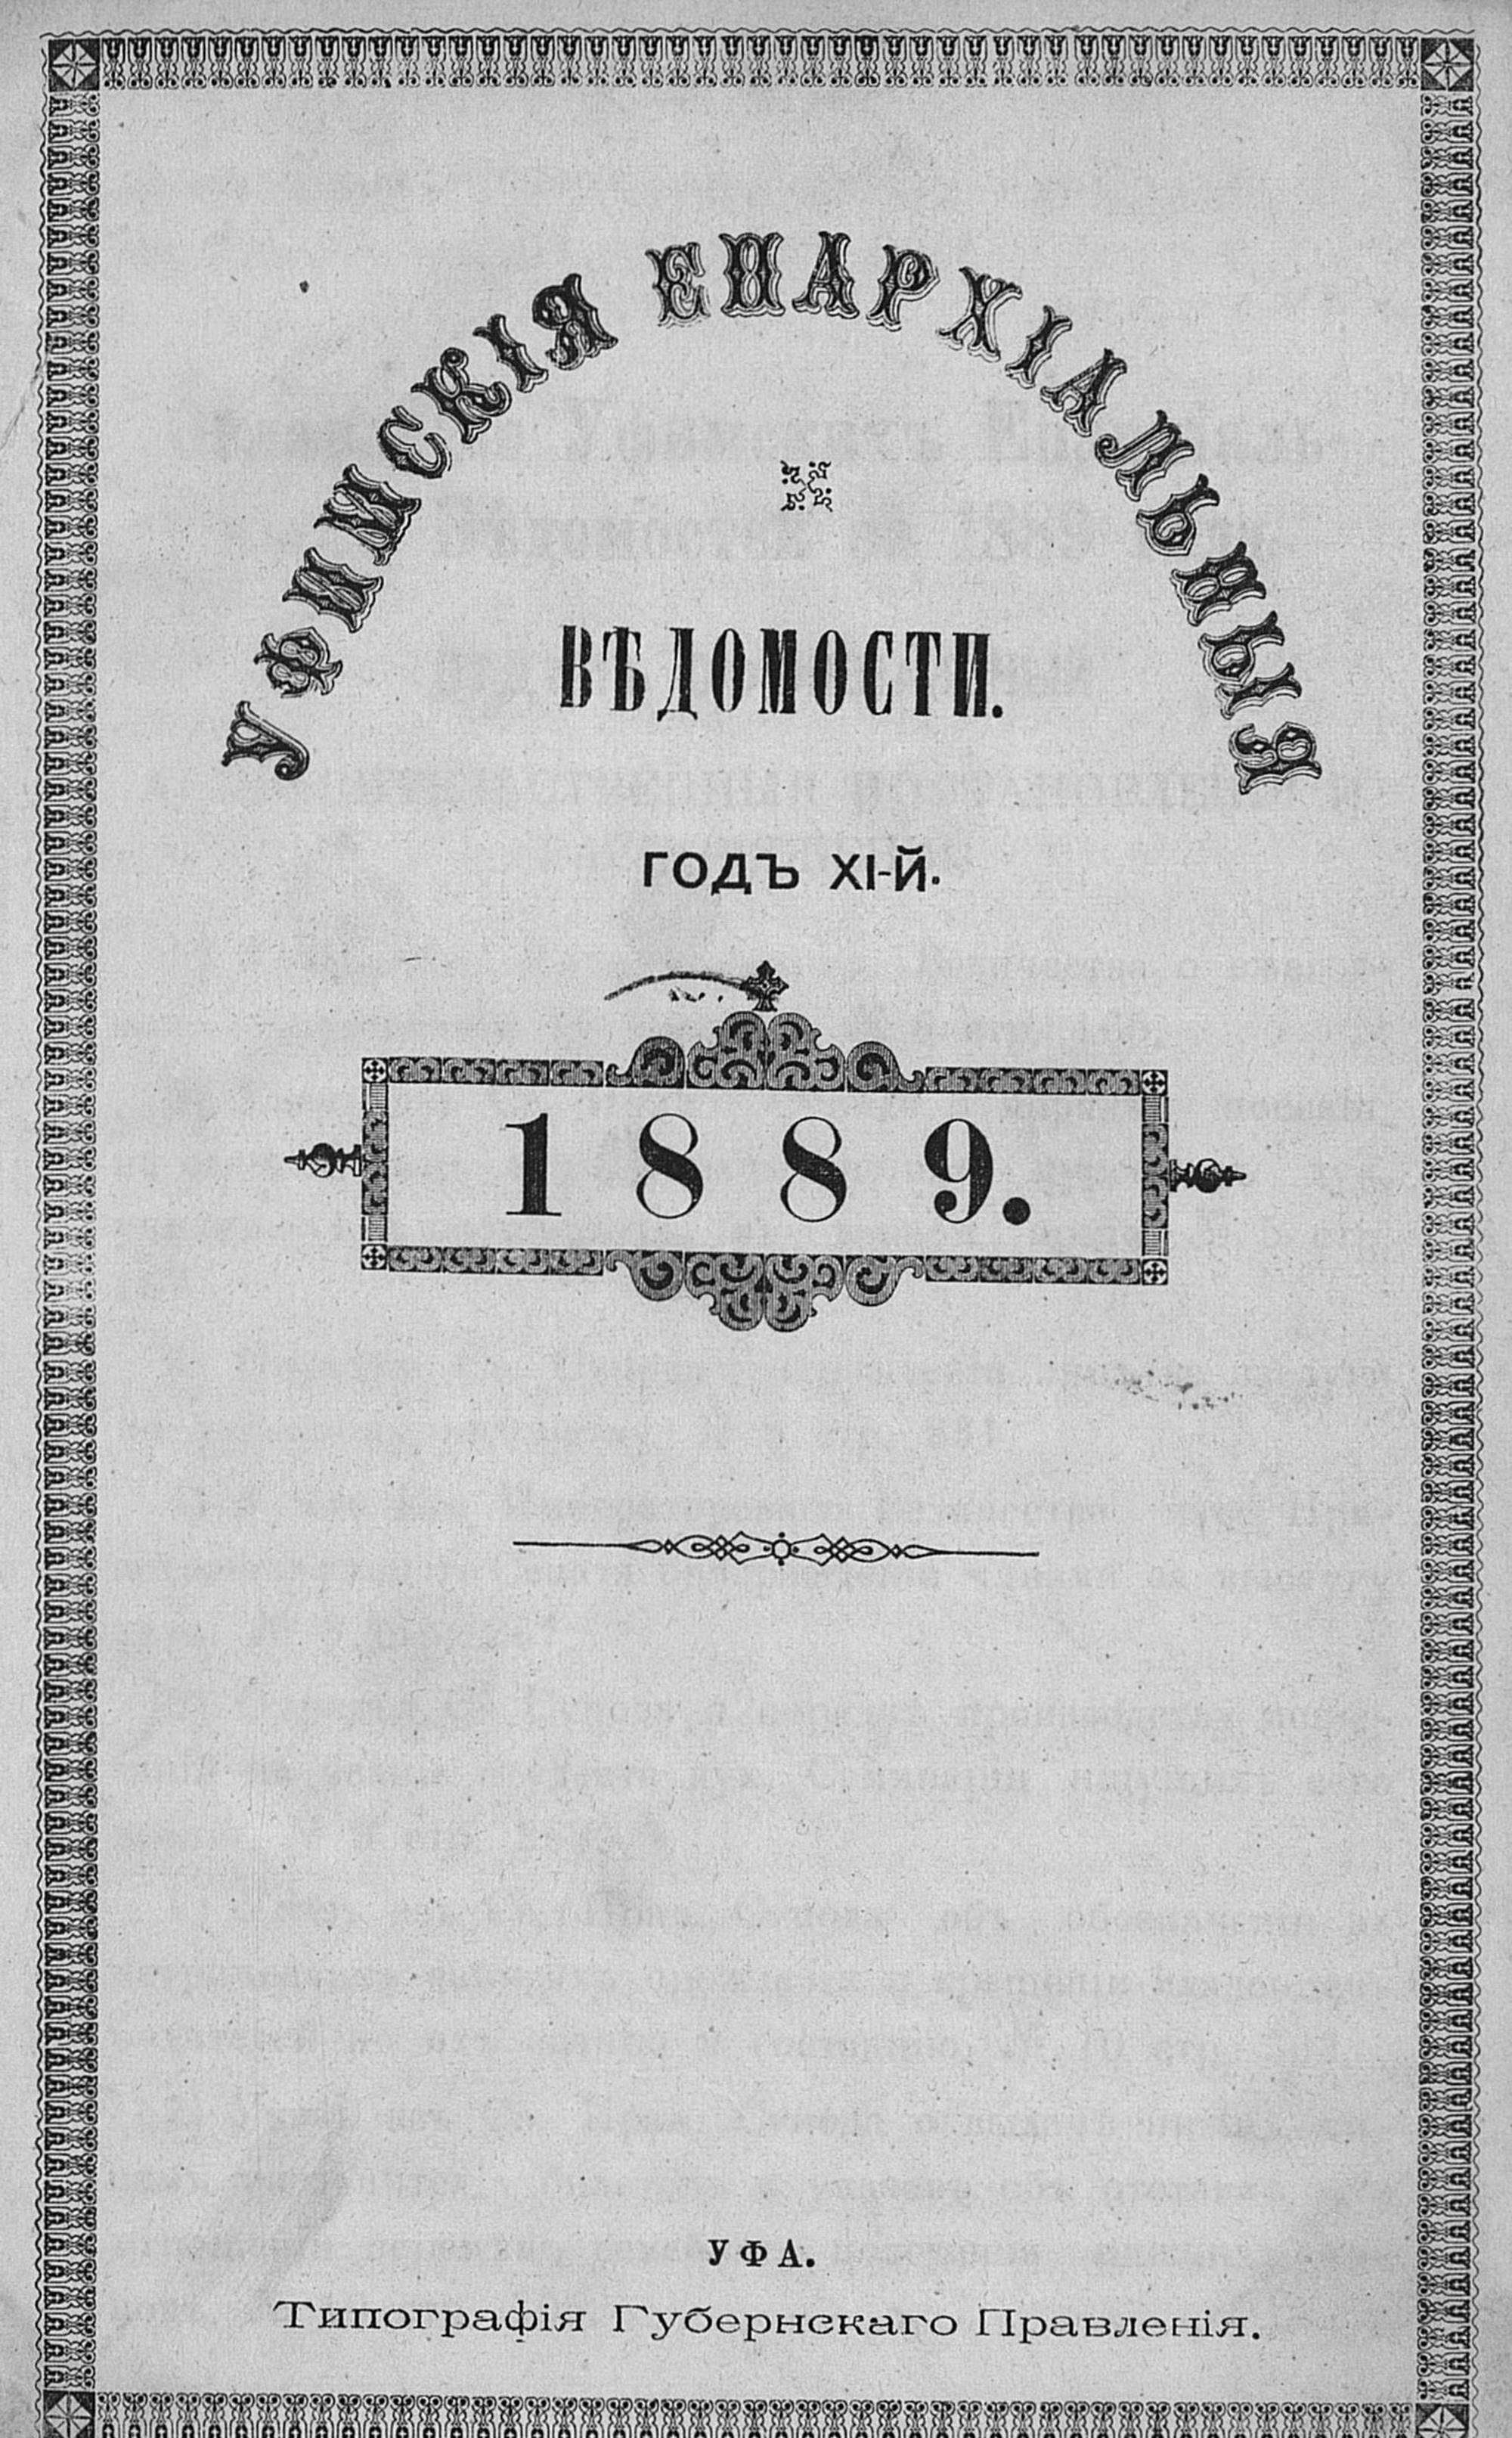 УФИМСКІЯ ЕПАРХІАЛЬНЫЯ
ВѢДОМОСТИ.
ГОДЪ XI-Й.
1889.
УФА.
Типографія Губернскаго Правленія.